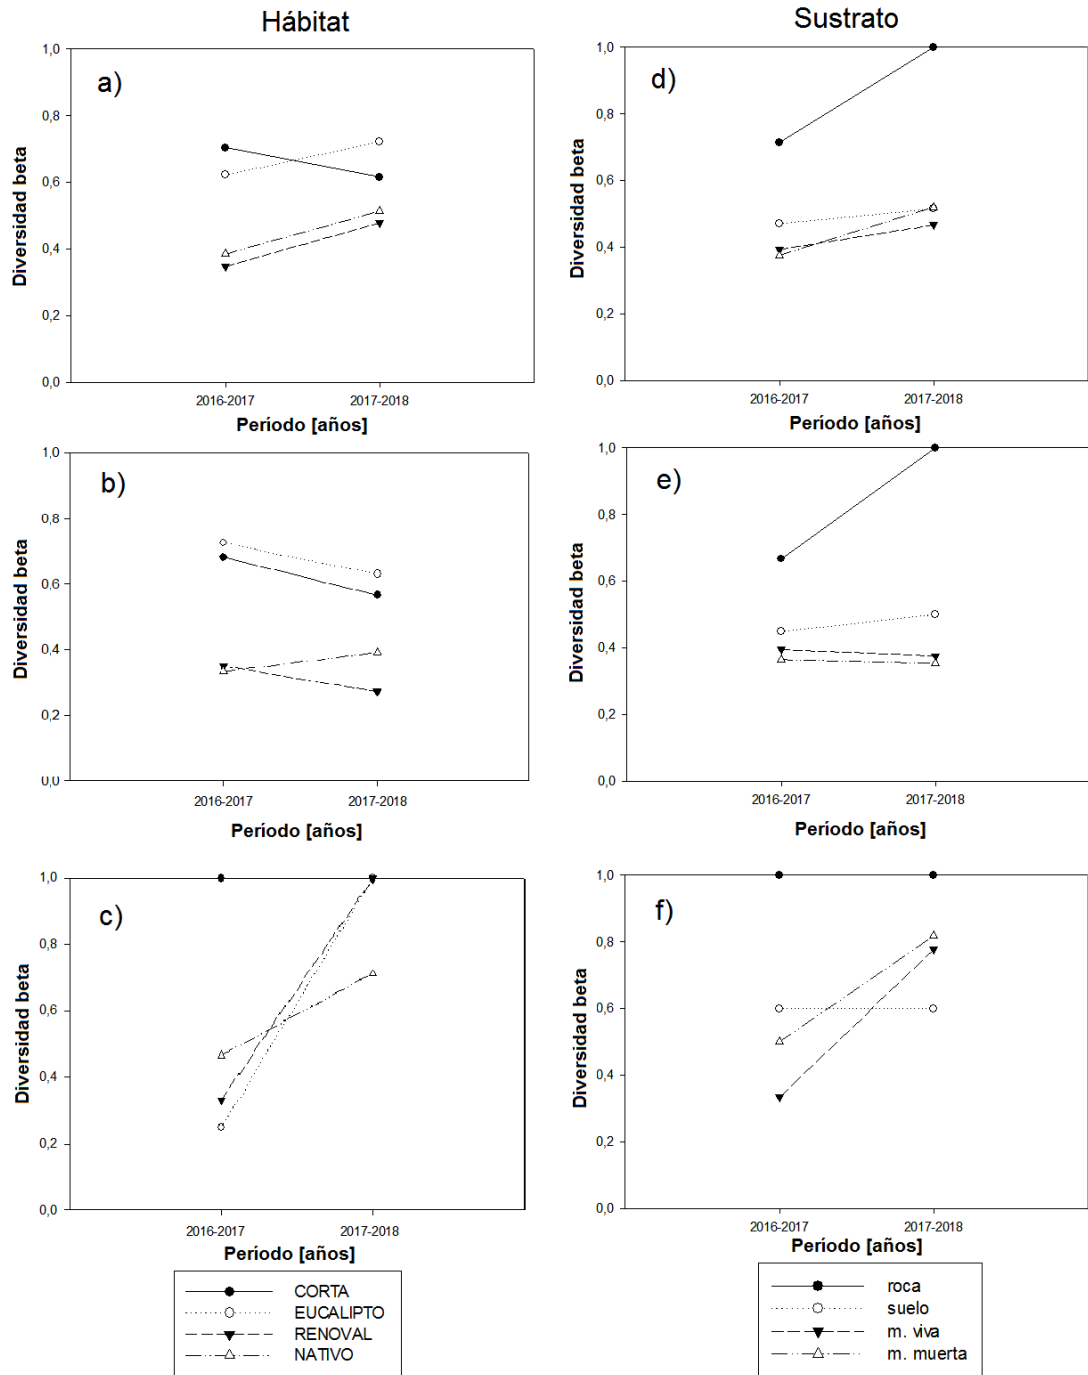 Hábitat
Sustrato
a)
1,0
0,8
0,6
0,4
0,2
0,0
Diversidad beta
2016-2017
2017-2018
Período [años]
d)
1,0
0,8
0,6
0,4
0,2
0,0
Diversidad beta
2016-2017
2017-2018
Período [años]
b)
1,0
0,8
0,6
0,4
0,2
0,0
Diversidad beta
2016-2017
2017-2018
Período [años]
e)
1,0
0,8
0,6
0,4
0,2
0,0
Diversidad beta
2016-2017
2017-2018
Período [años]
c)
1,0
0,8
0,6
0,4
0,2
0,0
Diversidad beta
2016-2017
2017-2018
Período [años]
f)
1,0
0,8
0,6
0,4
0,2
0,0
Diversidad beta
2016-2017
2017-2018
Período [años]
CORTA
EUCALIPTO
RENOVAL
NATIVO
roca
suelo
m. viva
m. muerta